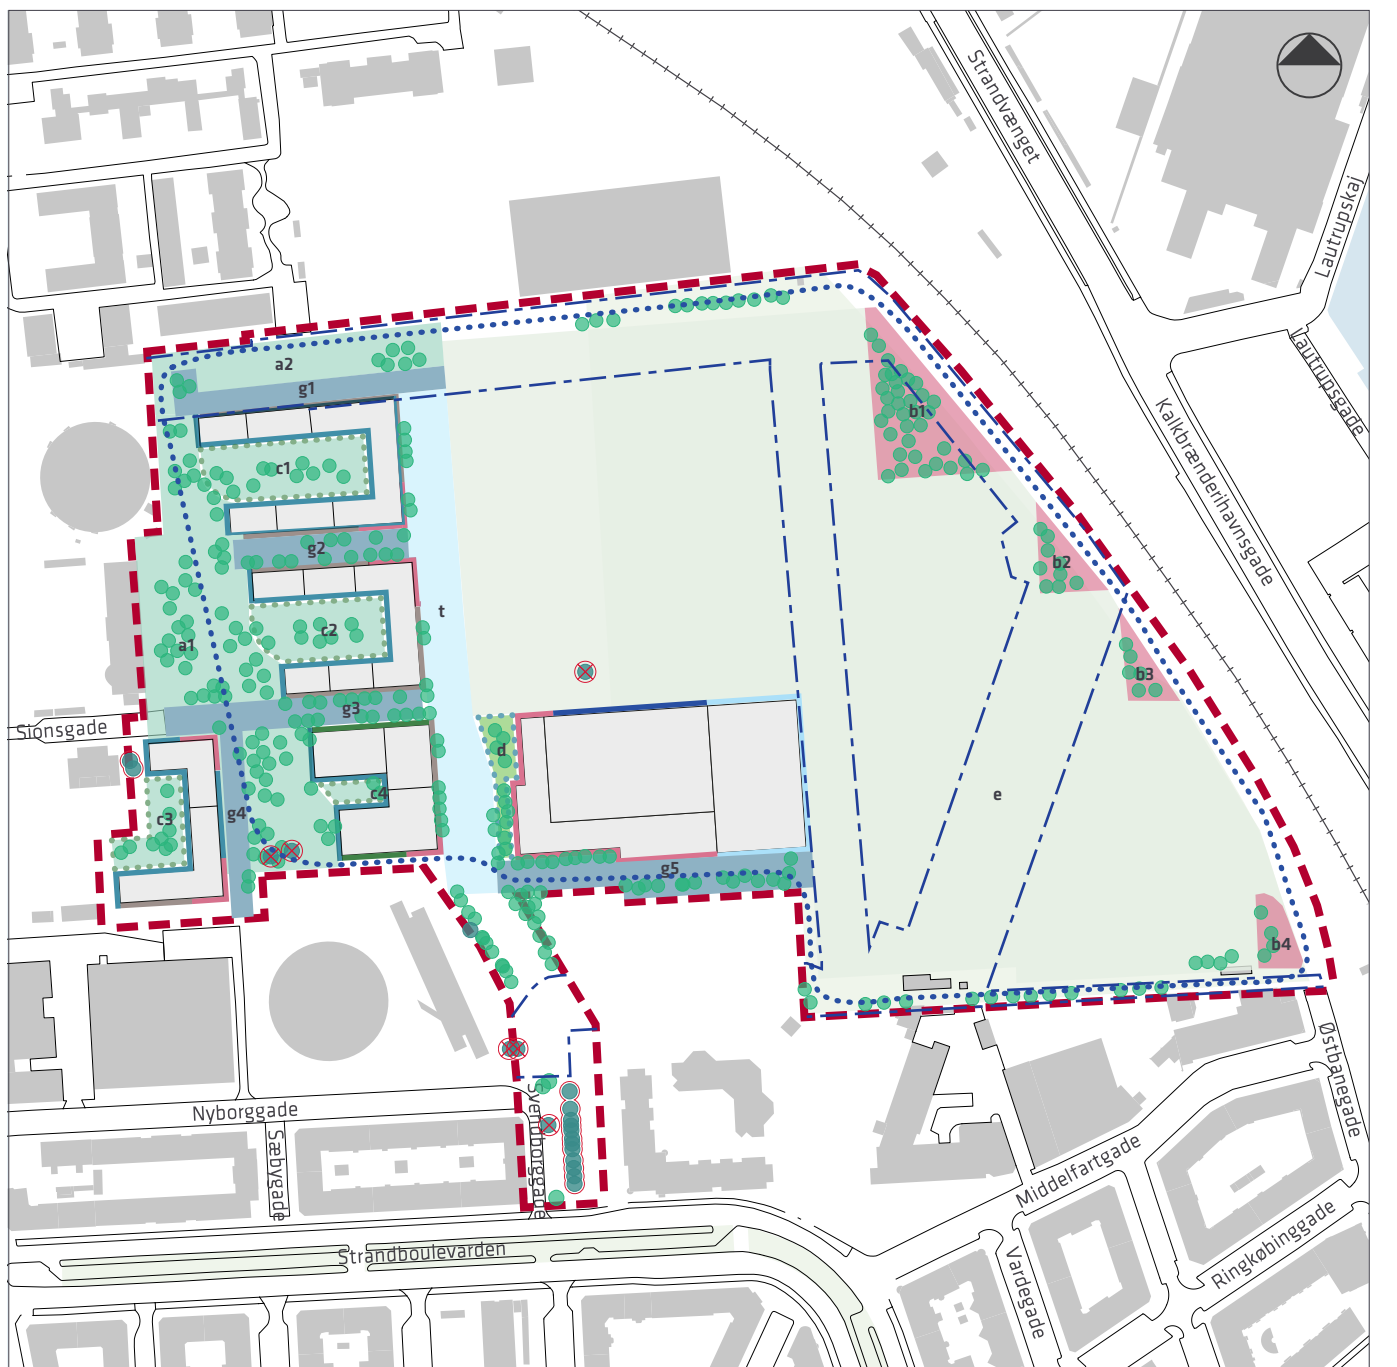 Strandvænget
Lautrupskaj
Lautrupsgade
Kalkbrænderihavnsgade
a2
g1
b1
c1
g2
b2
t
c2
a1
b3
g3
Sionsgade
d
c4
e
g4
c3
g5
b4
Østbanegade
Nyborggade
Svendborggade
Sæbygade
Middelfartgade
Strandboulevarden
Vardegade
Ringkøbinggade